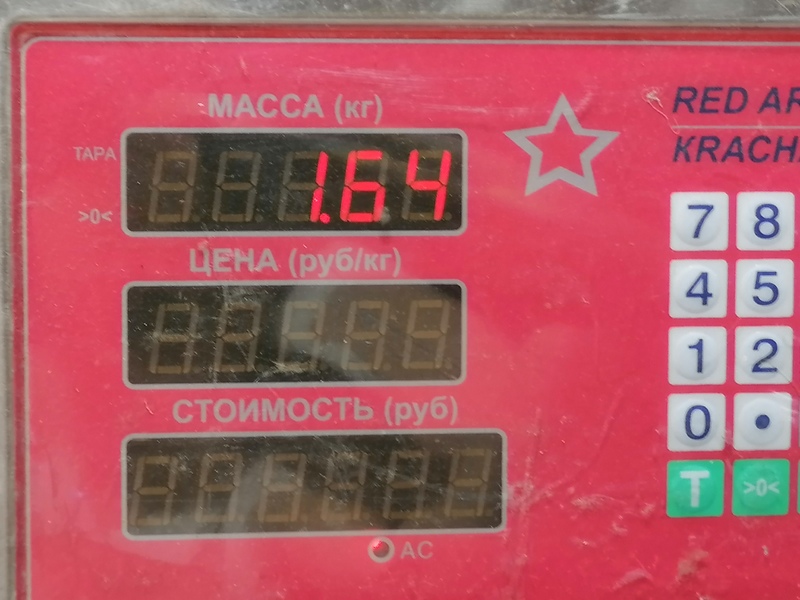 МАССА (кг)
ТАРА
1.64
>0<
ЦЕНА (руб/кг)
СТОИМОСТЬ (руб)
AC
RED AR
KRACH
7 8
4 5
1 2
0 •
T >0<